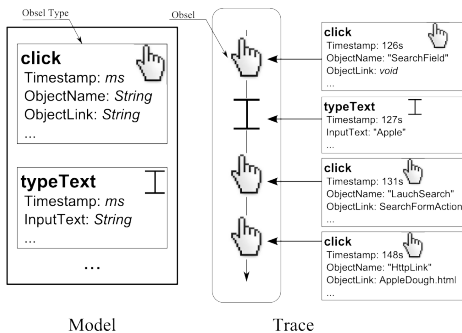 Obsel Type
click
Timestamp: ms
ObjectName: String
ObjectLink: String
...
typeText
Timestamp: ms
InputText: String
...
...
Model
Obsel
click
Timestamp: 126s
ObjectName: "SearchField"
ObjectLink: void
...
typeText
Timestamp: 127s
InputText: "Apple"
...
click
Timestamp: 131s
ObjectName: "LauchSearch"
ObjectLink: SearchFormAction
...
click
Timestamp: 148s
ObjectName: "HttpLink"
ObjectLink: AppleDough.html
...
Trace